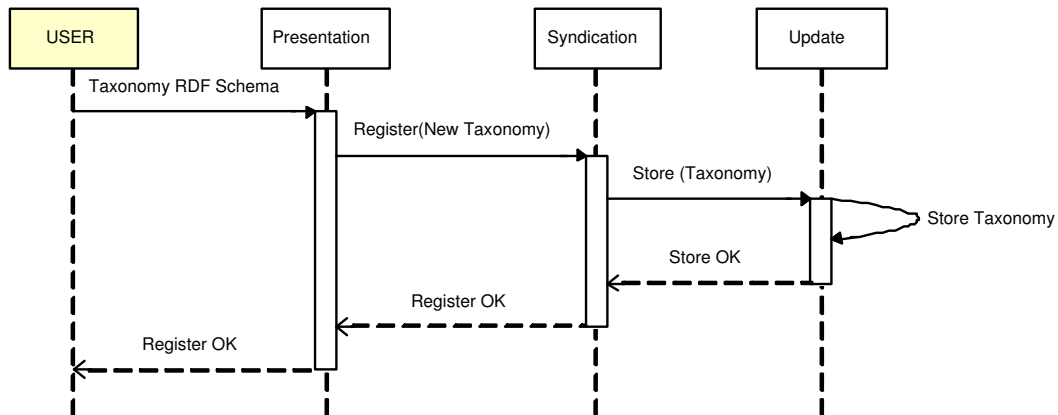 USER
Presentation
Syndication
Update
Taxonomy RDF Schema
Register(New Taxonomy)
Store (Taxonomy)
Store Taxonomy
Store OK
Register OK
Register OK